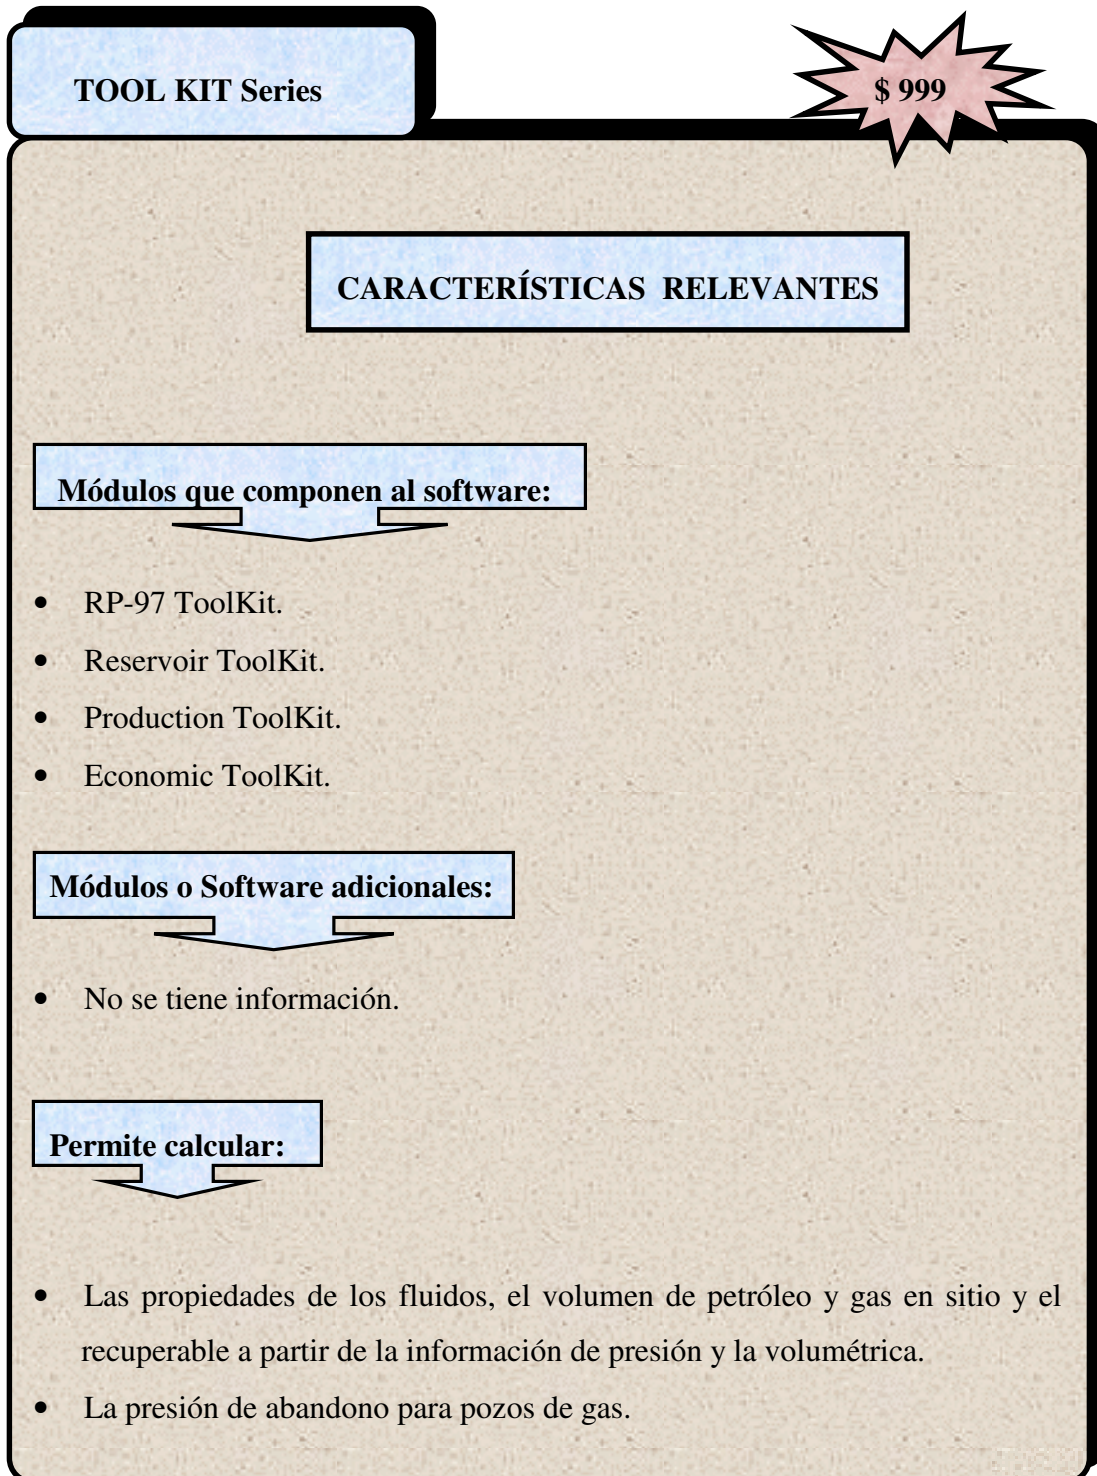 TOOL KIT Series
$ 999
CARACTERÍSTICAS RELEVANTES
Módulos que componen al software:
• RP-97 ToolKit.
• Reservoir ToolKit.
• Production ToolKit.
• Economic ToolKit.
Módulos o Software adicionales:
• No se tiene información.
Permite calcular:
• Las propiedades de los fluidos, el volumen de petróleo y gas en sitio y el
recuperable a partir de la información de presión y la volumétrica.
• La presión de abandono para pozos de gas.